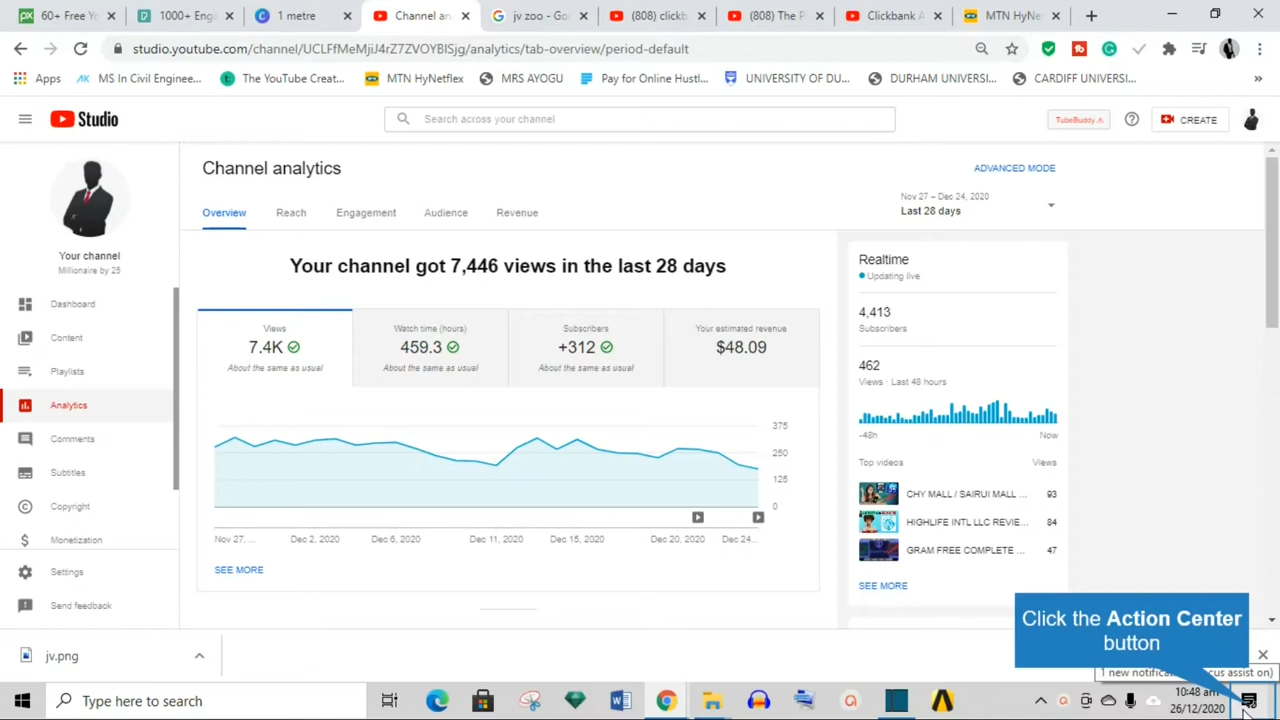 60+ Free Yo
1000+ Eng
1 metre
Channel an
jv zoo - Go
(808) clickb
(808) The P
Clickbank A
MTN HyNe
studio.youtube.com/channel/UCLFfMeMjiJ4rZ7ZVOYBISjg/analytics/tab-overview/period-default
Apps
MS In Civil Enginee...
The YouTube Creat...
MTN HyNetflex
MRS AYOGU
Pay for Online Hustl...
UNIVERSITY OF DU...
DURHAM UNIVERSI...
CARDIFF UNIVERSI...
»
Studio
Search across your channel
TubeBuddy
CREATE
Channel analytics
ADVANCED MODE
Nov 27 – Dec 24, 2020
Last 28 days
Overview
Reach
Engagement
Audience
Revenue
Your channel
Millionaire by 25
Dashboard
Content
Playlists
Analytics
Comments
Subtitles
Copyright
Monetization
Settings
Send feedback
Your channel got 7,446 views in the last 28 days
Views
7.4K
About the same as usual
Watch time (hours)
459.3
About the same as usual
Subscribers
+312
About the same as usual
Your estimated revenue
$48.09
375
250
125
0
Nov 27, ...
Dec 2, 2020
Dec 6, 2020
Dec 11, 2020
Dec 15, 2020
Dec 20, 2020
Dec 24...
SEE MORE
Realtime
Updating live
4,413
Subscribers
462
Views · Last 48 hours
-48h
Now
Top videos
Views
CHY MALL / SAIRUI MALL ...
93
HIGHLIFE INTL LLC REVIE...
84
GRAM FREE COMPLETE ...
47
SEE MORE
Click the Action Center
button
jv.png
1 new notificat
cus assist on)
Type here to search
10:48 am
26/12/2020